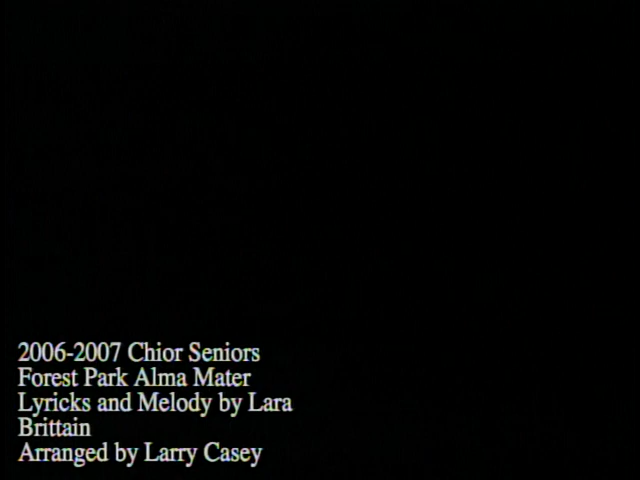 2006-2007 Chior Seniors
Forest Park Alma Mater
Lyricks and Melody by Lara
Brittain
Arranged by Larry Casey